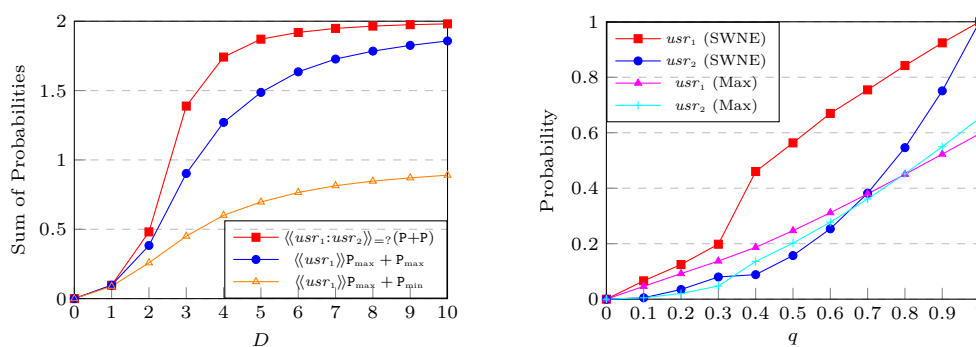 2
1.5
1
0.5
0
0 1 2 3 4 5 6 7 8 9 10
D
Sum of Probabilities
⟨⟨usr₁:usr₂⟩⟩₌?(P+P)
⟨⟨usr₁⟩⟩Pmax + Pmax
⟨⟨usr₁⟩⟩Pmax + Pmin
1
0.8
0.6
0.4
0.2
0
0 0.1 0.2 0.3 0.4 0.5 0.6 0.7 0.8 0.9
q
Probability
usr₁ (SWNE)
usr₂ (SWNE)
usr₁ (Max)
usr₂ (Max)